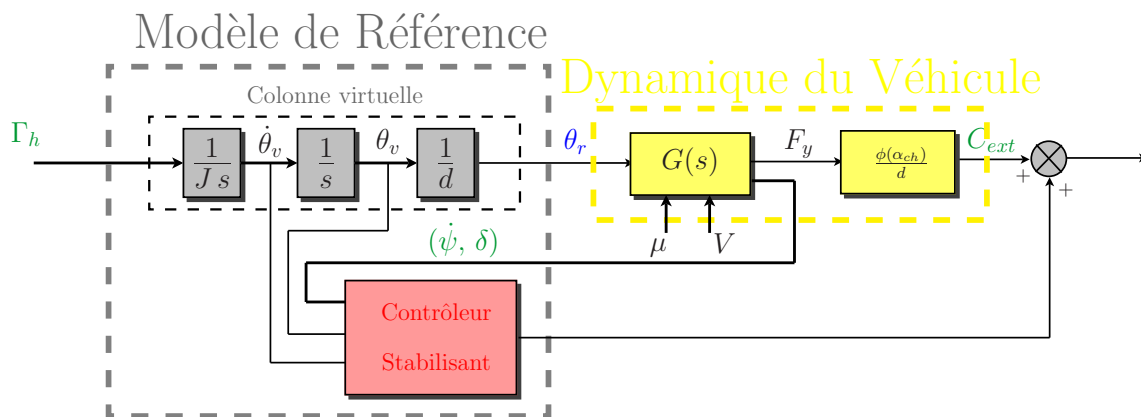 Modèle de Référence
Dynamique du Véhicule
Colonne virtuelle
Γ_h
1/(J s)
θ̇_v
1/s
θ_v
1/d
θ_r
G(s)
F_y
ϕ(α_ch)/d
C_ext
+
+
μ
V
(ψ̇, δ)
Contrôleur
Stabilisant